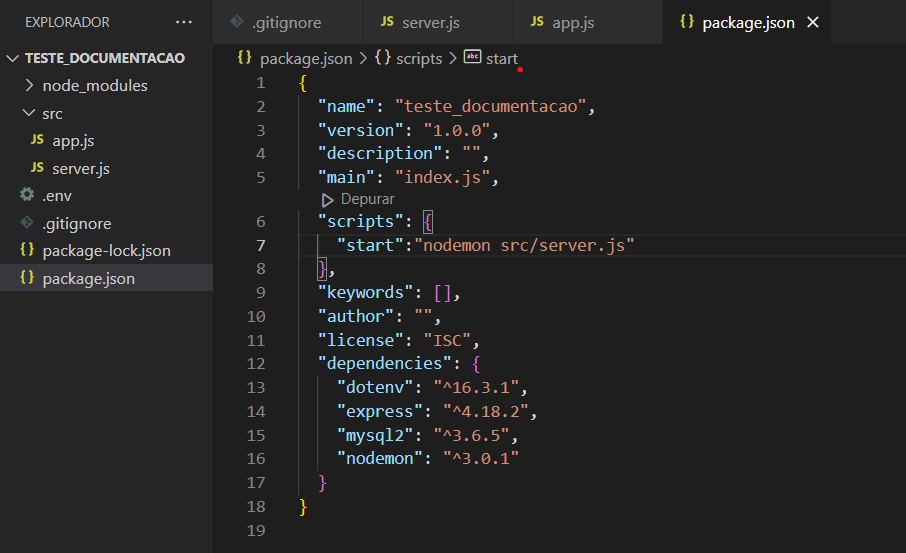 EXPLORADOR ···
TESTE_DOCUMENTACAO
node_modules
src
JS app.js
JS server.js
.env
.gitignore
{} package-lock.json
{} package.json
.gitignore JS server.js JS app.js {} package.json ×
{} package.json > {} scripts > abc start
1 {
2 "name": "teste_documentacao",
3 "version": "1.0.0",
4 "description": "",
5 "main": "index.js",
Depurar
6 "scripts": {
7 "start":"nodemon src/server.js"
8 },
9 "keywords": [],
10 "author": "",
11 "license": "ISC",
12 "dependencies": {
13 "dotenv": "^16.3.1",
14 "express": "^4.18.2",
15 "mysql2": "^3.6.5",
16 "nodemon": "^3.0.1"
17 }
18 }
19